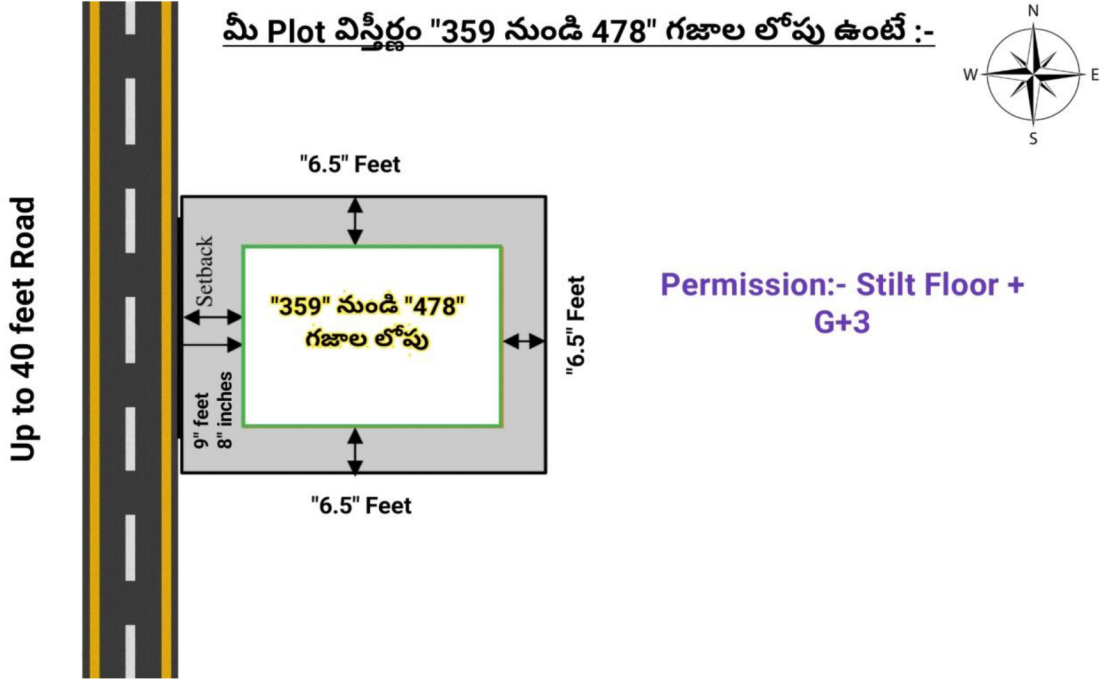 మీ Plot విస్తీర్ణం "359 నుండి 478" గజాల లోపు ఉంటే :-
N
W
E
S
"6.5" Feet
Up to 40 feet Road
Setback
"359" నుండి "478"
గజాల లోపు
"6.5" Feet
9" feet
8" inches
"6.5" Feet
Permission:- Stilt Floor +
G+3